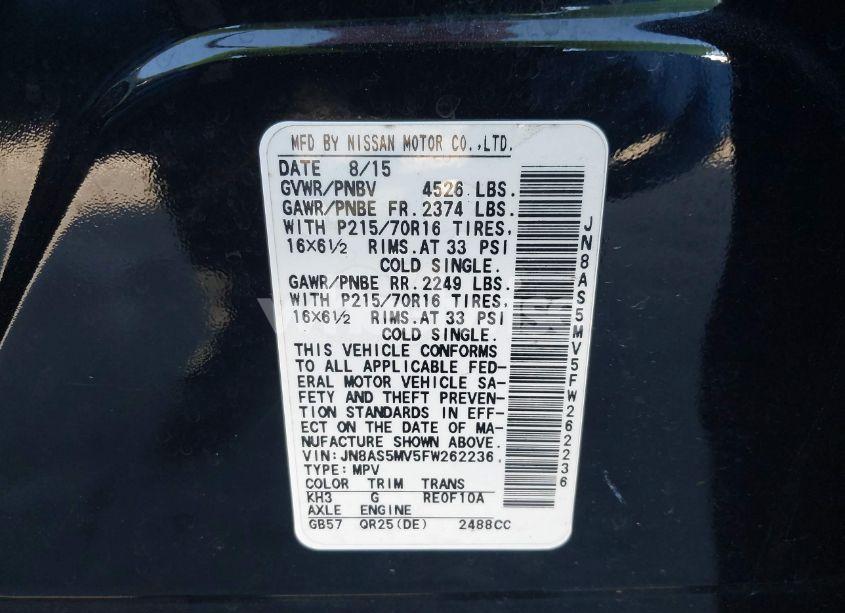 MFD BY NISSAN MOTOR CO.,LTD.
DATE 8/15
GVWR/PNBV 4526 LBS.
GAWR/PNBE FR. 2374 LBS.
WITH P215/70R16 TIRES,
16X6½ RIMS.AT 33 PSI
COLD SINGLE.
GAWR/PNBE RR. 2249 LBS.
WITH P215/70R16 TIRES,
16X6½ RIMS.AT 33 PSI
COLD SINGLE.
THIS VEHICLE CONFORMS
TO ALL APPLICABLE FED-
ERAL MOTOR VEHICLE SA-
FETY AND THEFT PREVEN-
TION STANDARDS IN EFF-
ECT ON THE DATE OF MA-
NUFACTURE SHOWN ABOVE.
VIN:JN8AS5MV5FW262236
TYPE:MPV
COLOR TRIM TRANS
KH3 G RE0F10A
AXLE ENGINE
GB57 QR25(DE) 2488CC
JN8AS5MV5FW262236